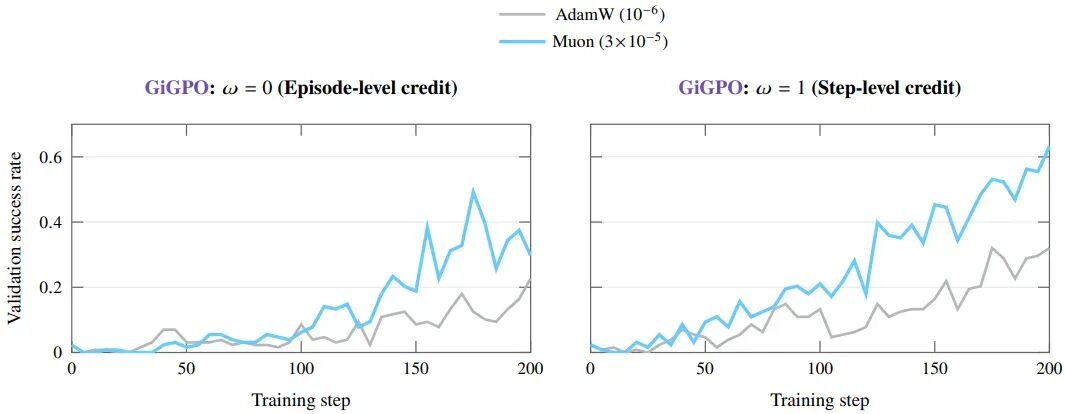 AdamW (10⁻⁶)
Muon (3×10⁻⁵)
GiGPO: ω = 0 (Episode-level credit)
GiGPO: ω = 1 (Step-level credit)
Validation success rate
0.6
0.4
0.2
0
0 50 100 150 200
0 50 100 150 200
Training step
Training step